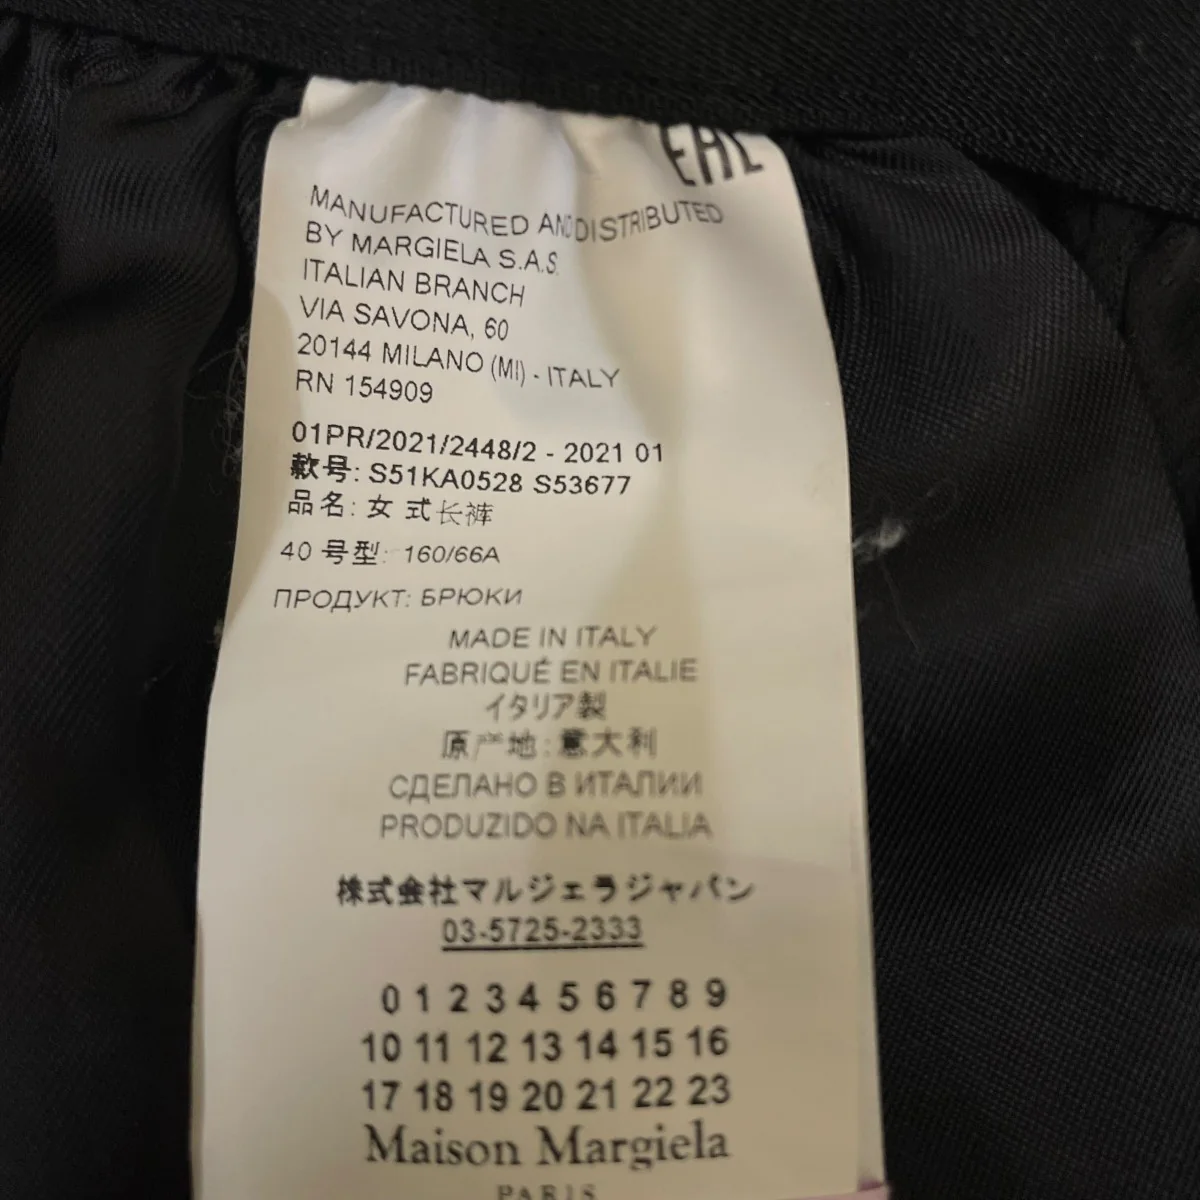 EAC
MANUFACTURED AND DISTRIBUTED
BY MARGIELA S.A.S.
ITALIAN BRANCH
VIA SAVONA, 60
20144 MILANO (MI) - ITALY
RN 154909
01PR/2021/2448/2 - 2021 01
款号: S51KA0528 S53677
品名: 女 式长裤
40 号型: 160/66A
ПРОДУКТ: БРЮКИ
MADE IN ITALY
FABRIQUÉ EN ITALIE
イタリア製
原产地: 意大利
СДЕЛАНО В ИТАЛИИ
PRODUZIDO NA ITALIA
株式会社マルジェラジャパン
03-5725-2333
0 1 2 3 4 5 6 7 8 9
10 11 12 13 14 15 16
17 18 19 20 21 22 23
Maison Margiela
PARIS